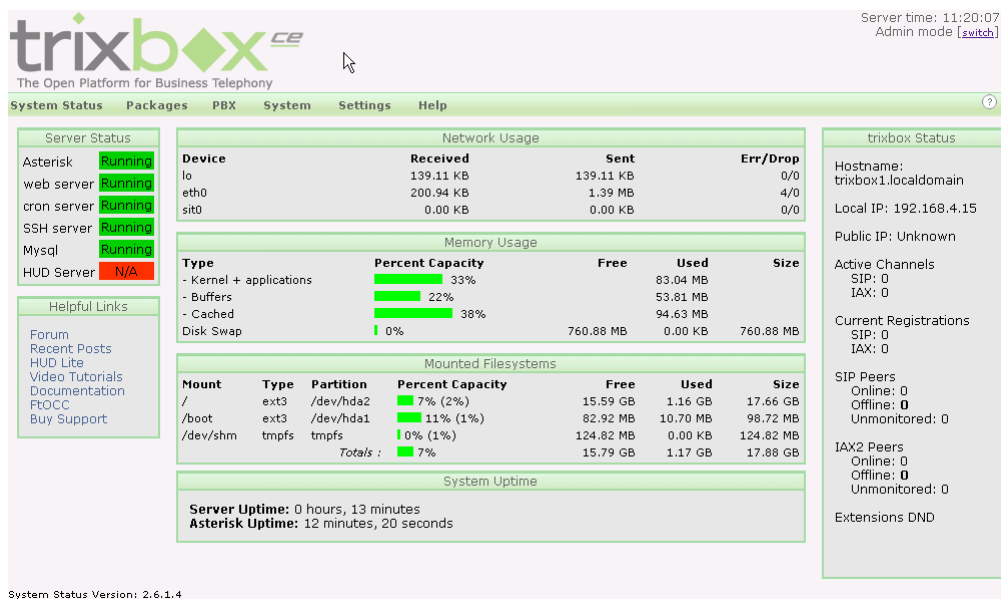 Server time: 11:20:07
Admin mode [switch]
trixbox ce
The Open Platform for Business Telephony
System Status Packages PBX System Settings Help ?
Server Status
Asterisk Running
web server Running
cron server Running
SSH server Running
Mysql Running
HUD Server N/A
Helpful Links
Forum
Recent Posts
HUD Lite
Video Tutorials
Documentation
FtOCC
Buy Support
Network Usage
Device Received Sent Err/Drop
lo 139.11 KB 139.11 KB 0/0
eth0 200.94 KB 1.39 MB 4/0
sit0 0.00 KB 0.00 KB 0/0
Memory Usage
Type Percent Capacity Free Used Size
- Kernel + applications 33% 83.04 MB
- Buffers 22% 53.81 MB
- Cached 38% 94.63 MB
Disk Swap 0% 760.88 MB 0.00 KB 760.88 MB
Mounted Filesystems
Mount Type Partition Percent Capacity Free Used Size
/ ext3 /dev/hda2 7% (2%) 15.59 GB 1.16 GB 17.66 GB
/boot ext3 /dev/hda1 11% (1%) 82.92 MB 10.70 MB 98.72 MB
/dev/shm tmpfs tmpfs 0% (1%) 124.82 MB 0.00 KB 124.82 MB
Totals : 7% 15.79 GB 1.17 GB 17.88 GB
System Uptime
Server Uptime: 0 hours, 13 minutes
Asterisk Uptime: 12 minutes, 20 seconds
trixbox Status
Hostname:
trixbox1.localdomain
Local IP: 192.168.4.15
Public IP: Unknown
Active Channels
SIP: 0
IAX: 0
Current Registrations
SIP: 0
IAX: 0
SIP Peers
Online: 0
Offline: 0
Unmonitored: 0
IAX2 Peers
Online: 0
Offline: 0
Unmonitored: 0
Extensions DND
System Status Version: 2.6.1.4